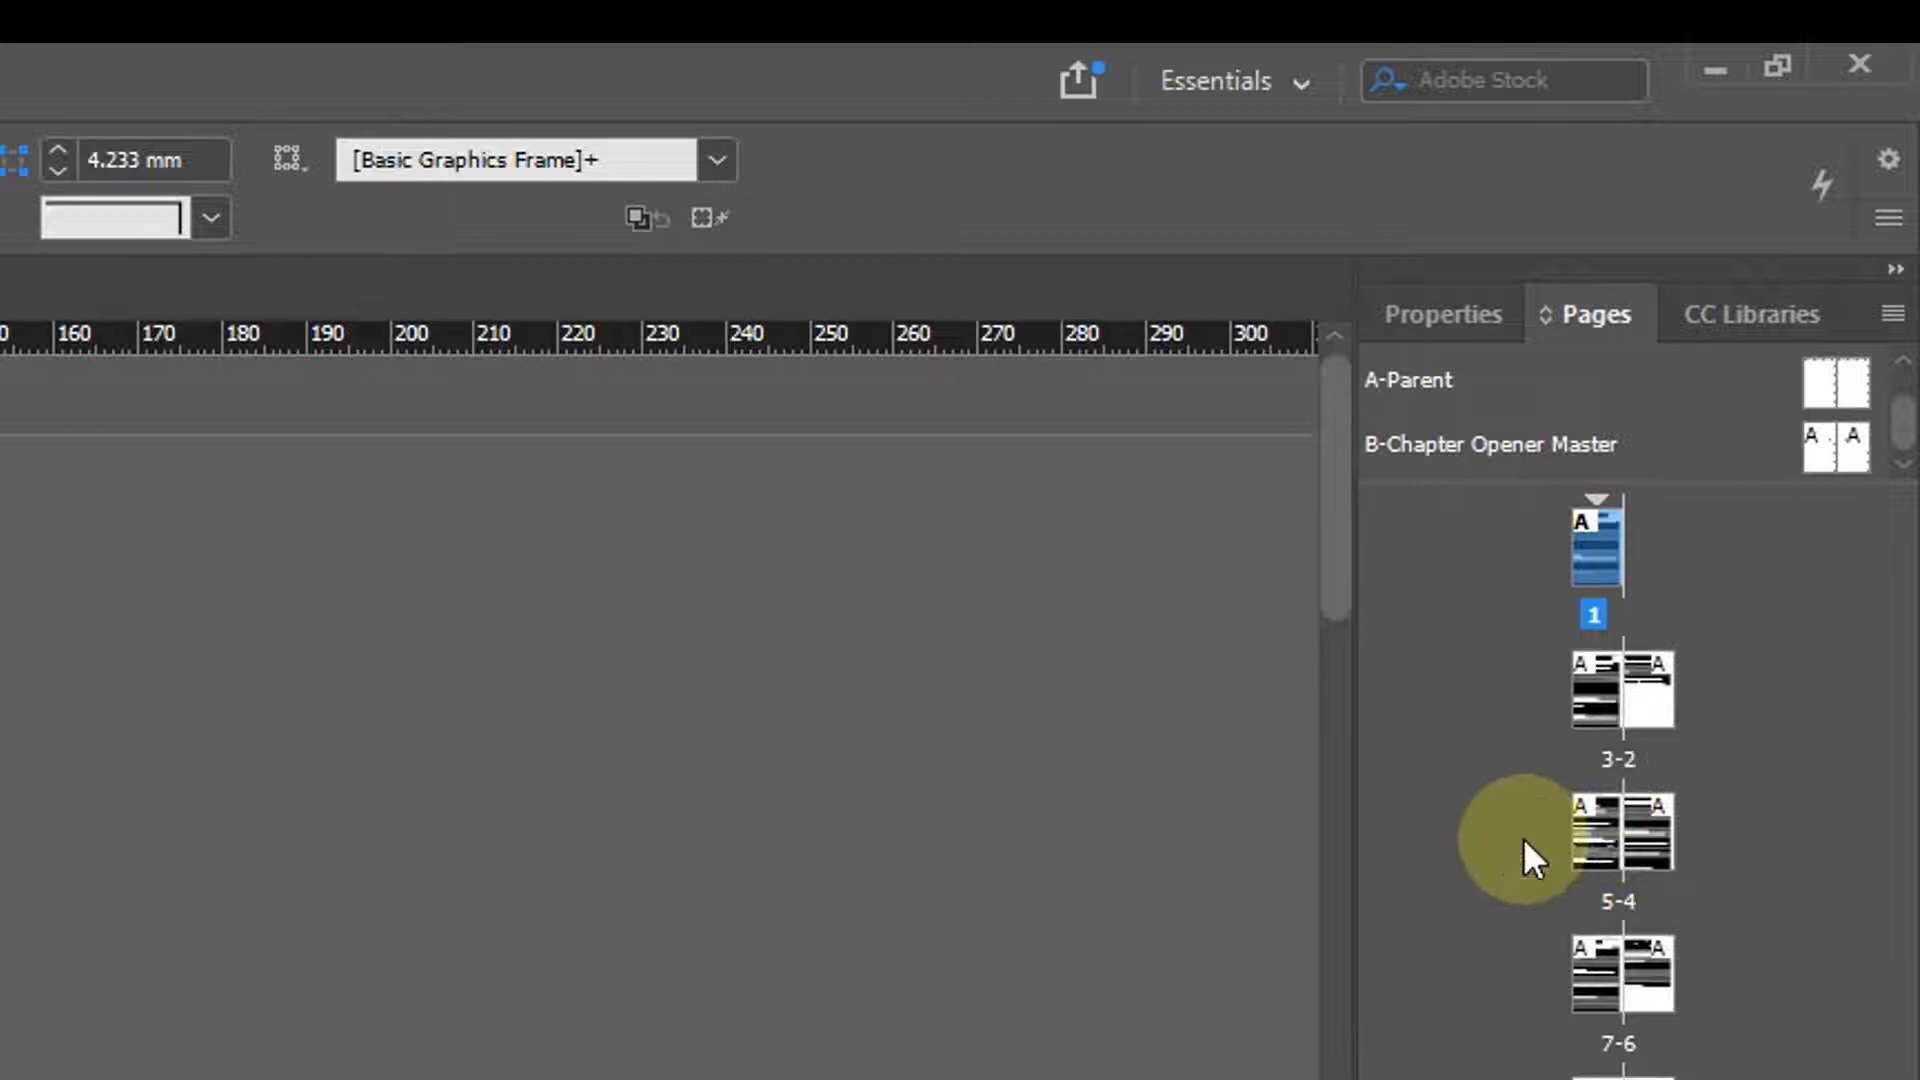 Essentials
Adobe Stock
4.233 mm
[Basic Graphics Frame]+
0 160 170 180 190 200 210 220 230 240 250 260 270 280 290 300
Properties Pages CC Libraries
A-Parent
B-Chapter Opener Master
A A
A
1
A A
3-2
A A
5-4
A A
7-6